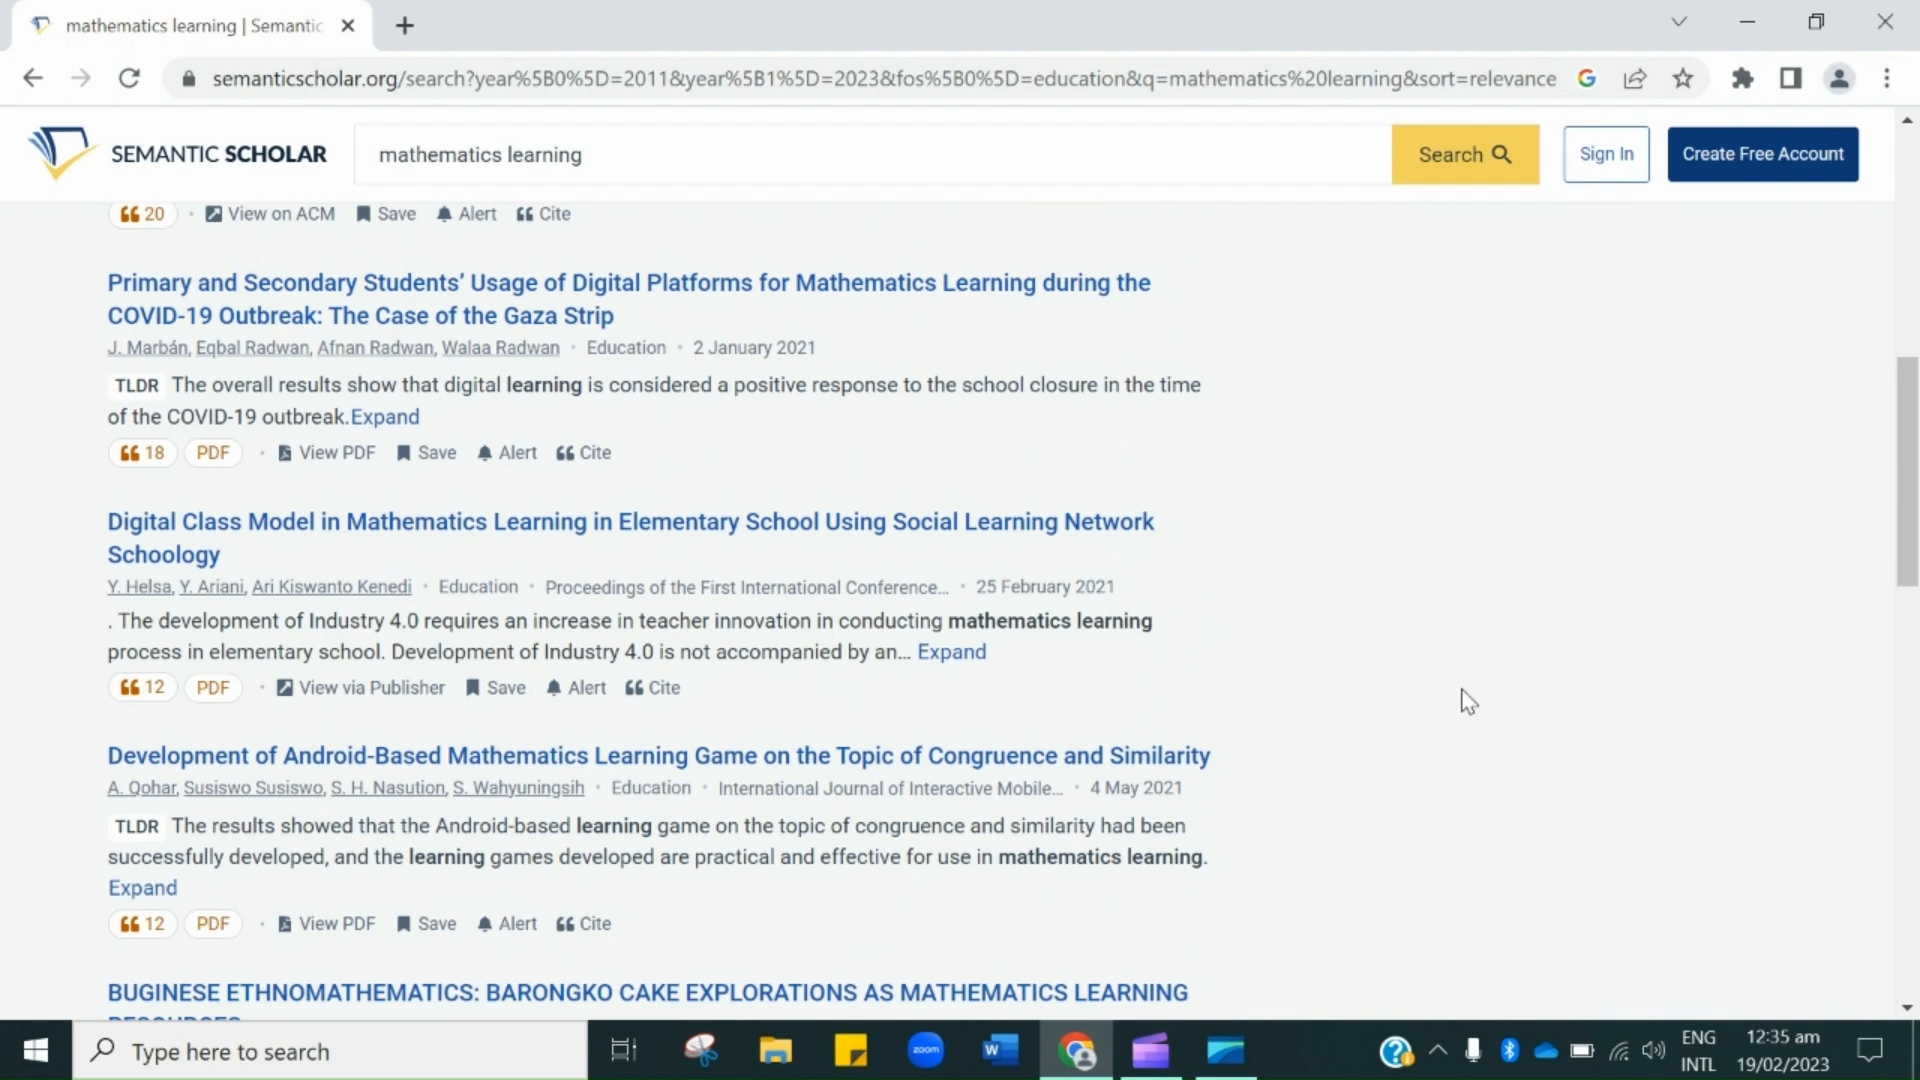 mathematics learning | Semantic
semanticscholar.org/search?year%5B0%5D=2011&year%5B1%5D=2023&fos%5B0%5D=education&q=mathematics%20learning&sort=relevance
SEMANTIC SCHOLAR
mathematics learning
Search
Sign In
Create Free Account
20 · View on ACM Save Alert Cite
Primary and Secondary Students’ Usage of Digital Platforms for Mathematics Learning during the
COVID-19 Outbreak: The Case of the Gaza Strip
J. Marbán, Eqbal Radwan, Afnan Radwan, Walaa Radwan · Education · 2 January 2021
TLDR The overall results show that digital learning is considered a positive response to the school closure in the time
of the COVID-19 outbreak.Expand
18 PDF · View PDF Save Alert Cite
Digital Class Model in Mathematics Learning in Elementary School Using Social Learning Network
Schoology
Y. Helsa, Y. Ariani, Ari Kiswanto Kenedi · Education · Proceedings of the First International Conference… · 25 February 2021
. The development of Industry 4.0 requires an increase in teacher innovation in conducting mathematics learning
process in elementary school. Development of Industry 4.0 is not accompanied by an… Expand
12 PDF · View via Publisher Save Alert Cite
Development of Android-Based Mathematics Learning Game on the Topic of Congruence and Similarity
A. Qohar, Susiswo Susiswo, S. H. Nasution, S. Wahyuningsih · Education · International Journal of Interactive Mobile… · 4 May 2021
TLDR The results showed that the Android-based learning game on the topic of congruence and similarity had been
successfully developed, and the learning games developed are practical and effective for use in mathematics learning.
Expand
12 PDF · View PDF Save Alert Cite
BUGINESE ETHNOMATHEMATICS: BARONGKO CAKE EXPLORATIONS AS MATHEMATICS LEARNING
RESOURCES
Type here to search
zoom
W
ENG
INTL
12:35 am
19/02/2023